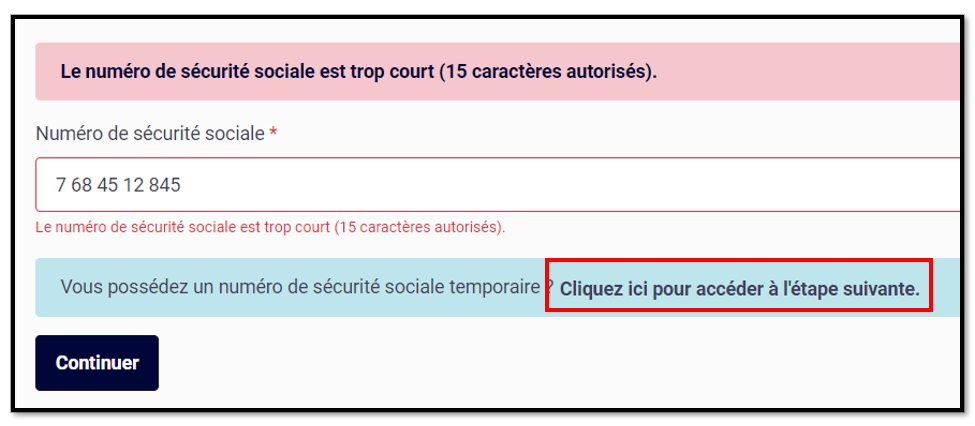 Le numéro de sécurité sociale est trop court (15 caractères autorisés).
Numéro de sécurité sociale *
7 68 45 12 845
Le numéro de sécurité sociale est trop court (15 caractères autorisés).
Vous possédez un numéro de sécurité sociale temporaire ? Cliquez ici pour accéder à l'étape suivante.
Continuer